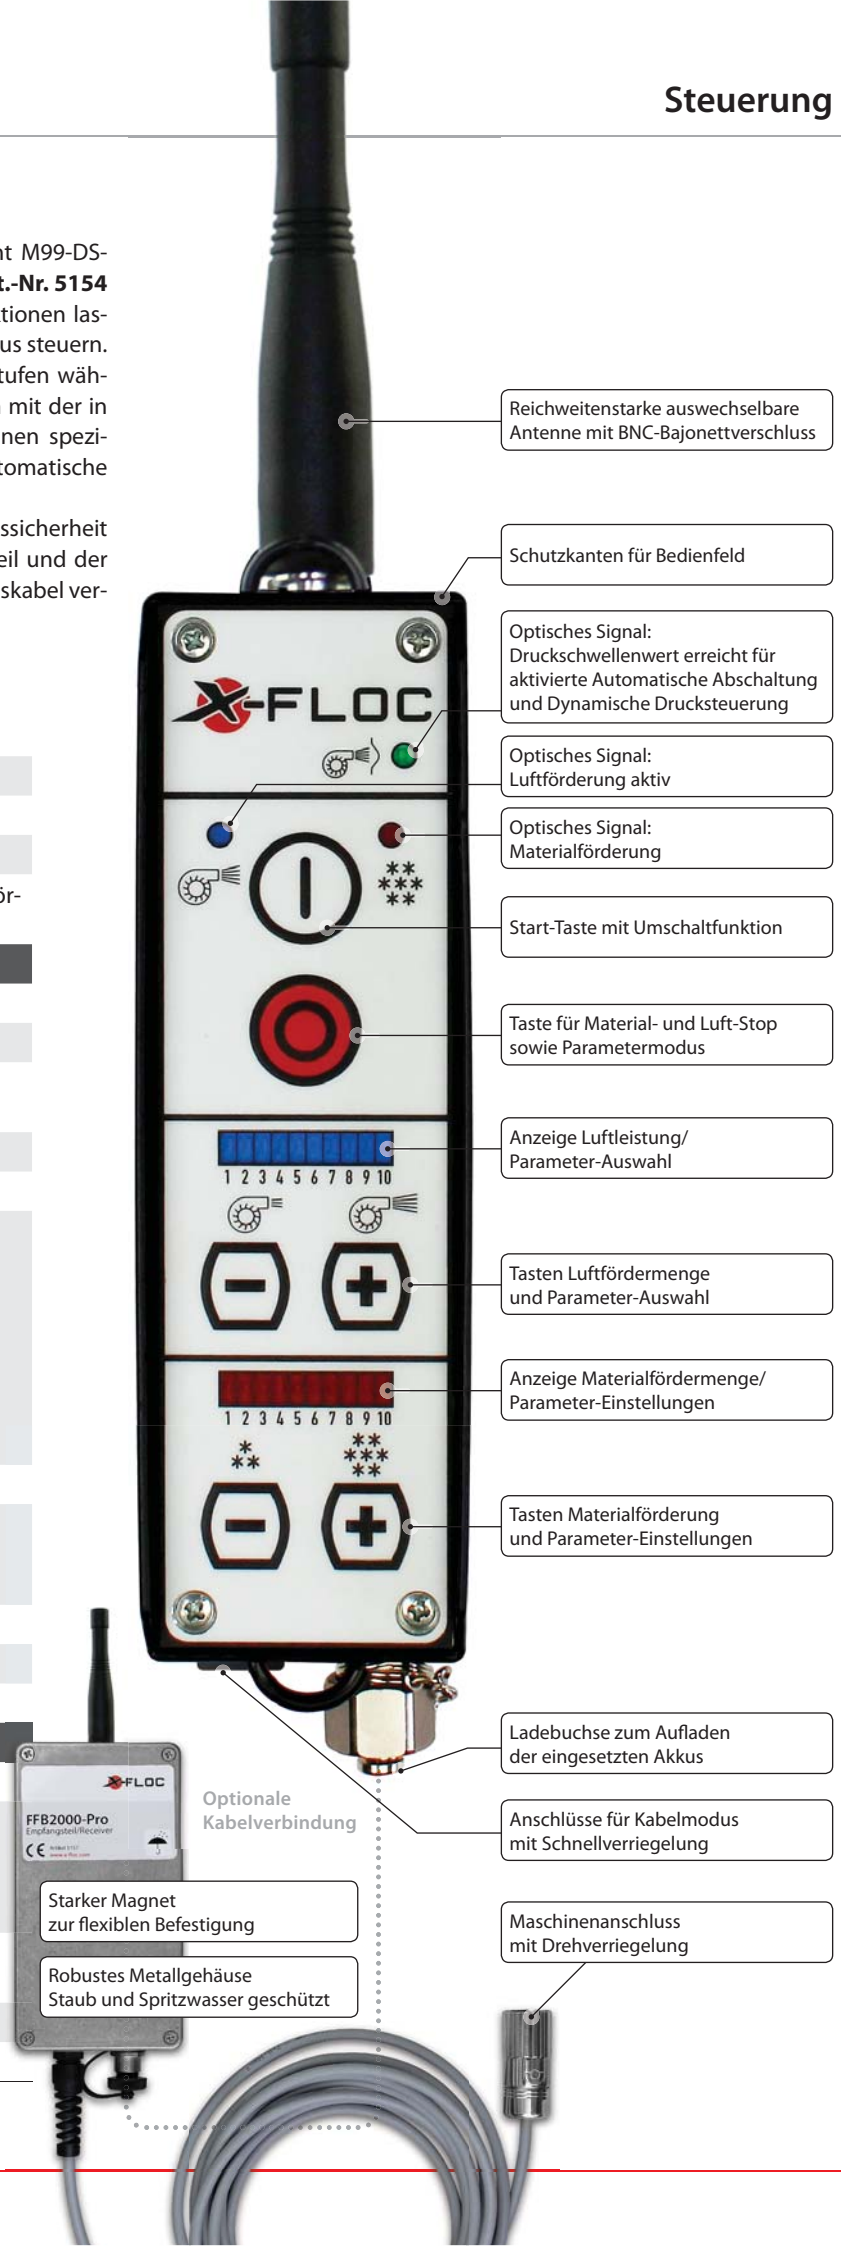 Steuerung
M99-DS-
t.-Nr. 5154
tionen las-
us steuern.
tufen wäh-
mit der in
nen spezi-
tomatische
ssicherheit
eil und der
skabel ver-
ör-
Reichweitenstarke auswechselbare
Antenne mit BNC-Bajonettverschluss
Schutzkanten für Bedienfeld
Optisches Signal:
Druckschwellenwert erreicht für
aktivierte Automatische Abschaltung
und Dynamische Drucksteuerung
X-FLOC
Optisches Signal:
Luftförderung aktiv
Optisches Signal:
Materialförderung
Start-Taste mit Umschaltfunktion
Taste für Material- und Luft-Stop
sowie Parametermodus
Anzeige Luftleistung/
Parameter-Auswahl
1 2 3 4 5 6 7 8 9 10
Tasten Luftfördermenge
und Parameter-Auswahl
Anzeige Materialfördermenge/
Parameter-Einstellungen
1 2 3 4 5 6 7 8 9 10
Tasten Materialförderung
und Parameter-Einstellungen
Ladebuchse zum Aufladen
der eingesetzten Akkus
Optionale
Kabelverbindung
Anschlüsse für Kabelmodus
mit Schnellverriegelung
X-FLOC
FFB2000-Pro
Empfangsteil/Receiver
CE
www.x-floc.com
Starker Magnet
zur flexiblen Befestigung
Robustes Metallgehäuse
Staub und Spritzwasser geschützt
Maschinenanschluss
mit Drehverriegelung